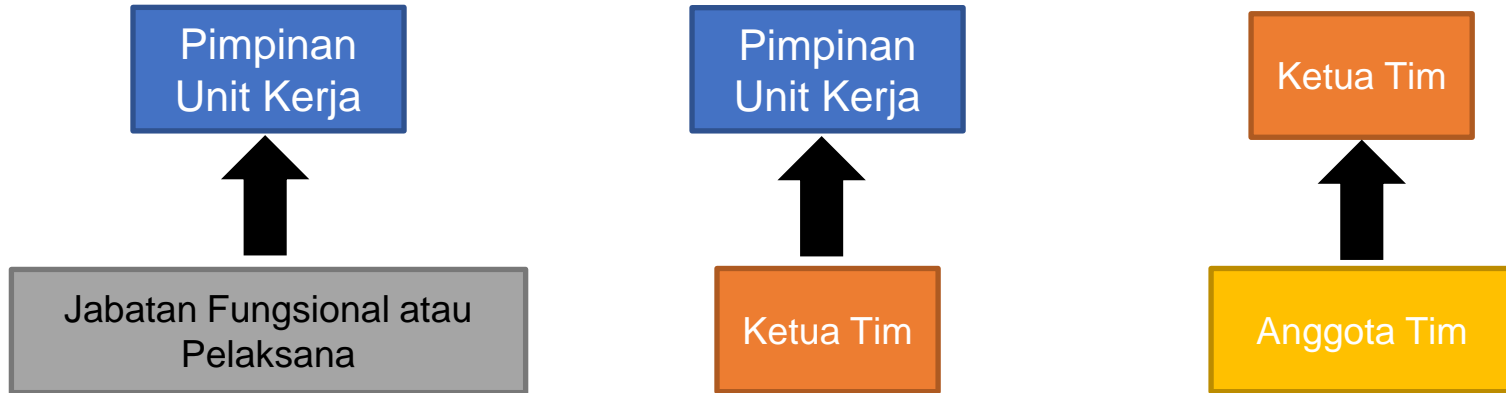 Pimpinan
Unit Kerja
Pimpinan
Unit Kerja
Ketua Tim
Jabatan Fungsional atau
Pelaksana
Ketua Tim
Anggota Tim